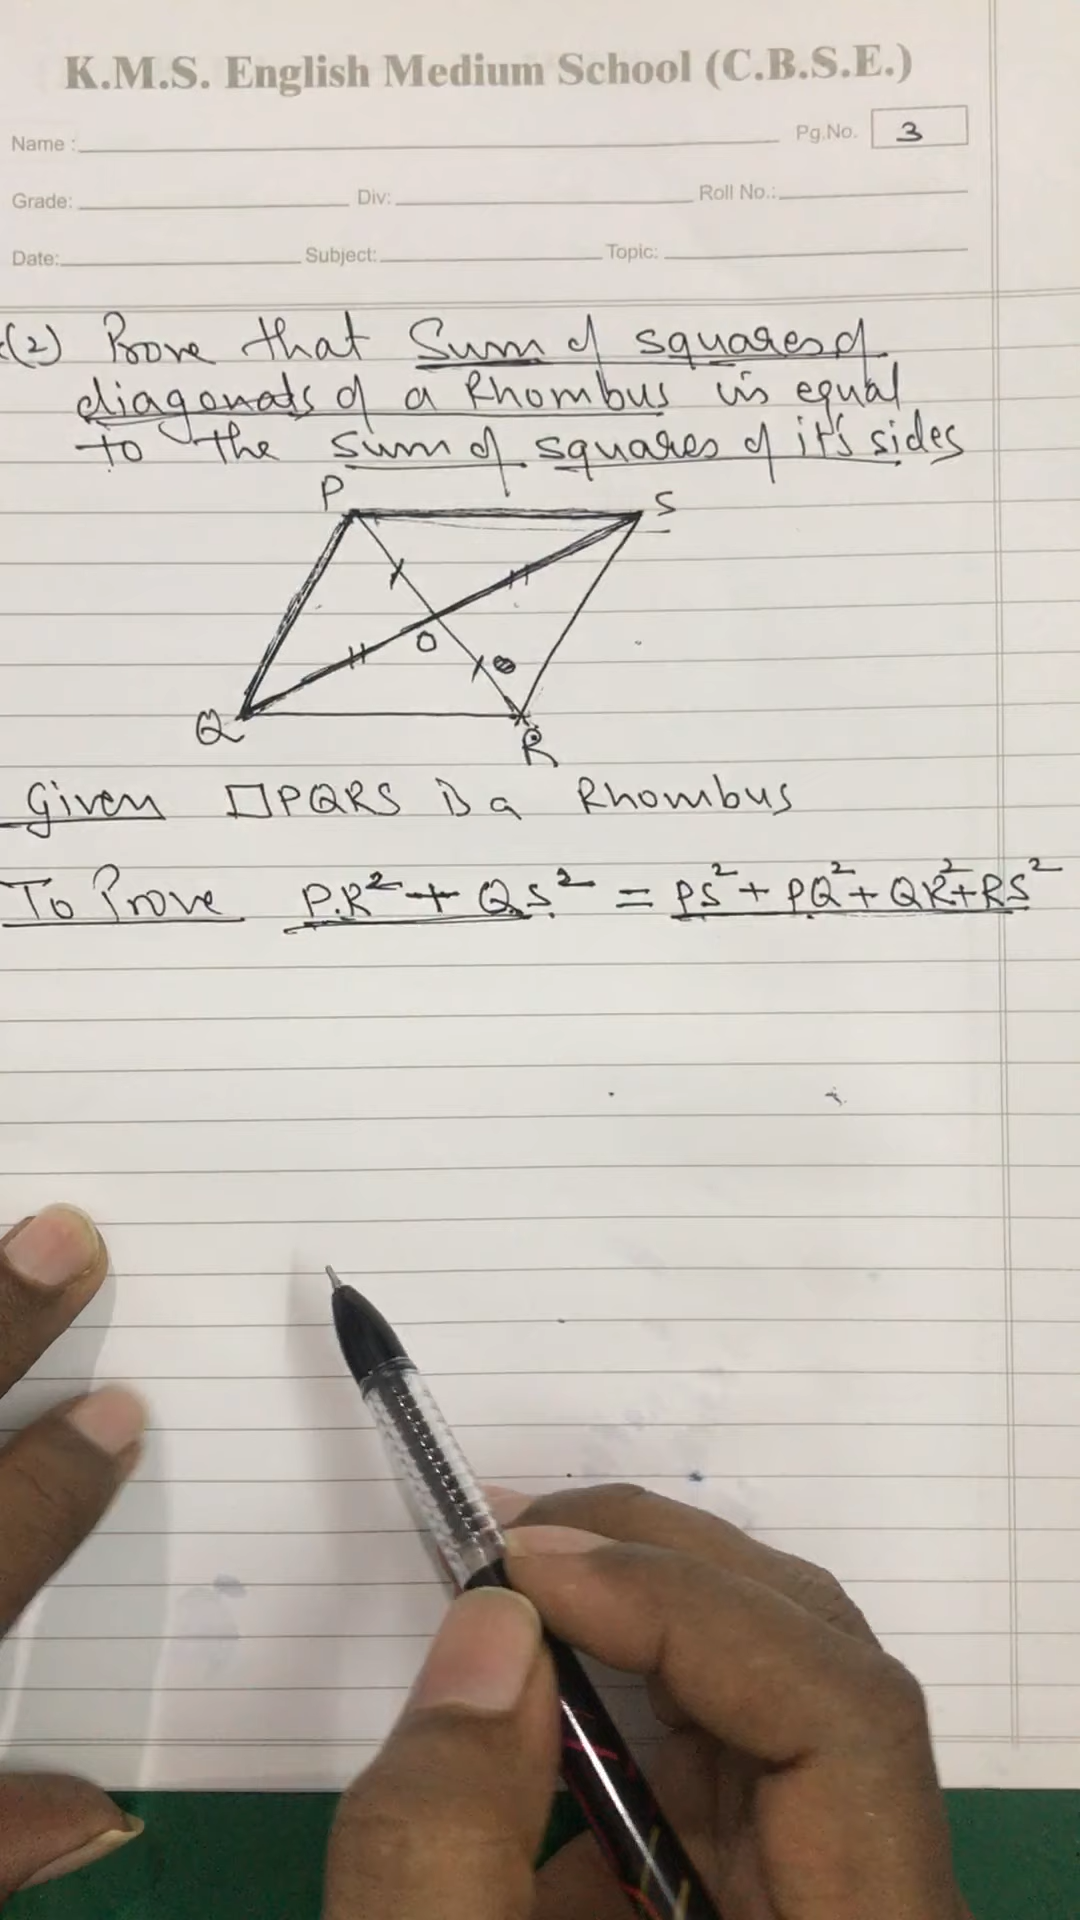 K.M.S. English Medium School (C.B.S.E.)
Name : Pg.No. 3
Grade: Div: Roll No.:
Date: Subject: Topic:
(2) Prove that Sum of squares of
diagonals of a Rhombus is equal
to the sum of squares of it's sides
P S
O
Q R
Given □PQRS is a Rhombus
To Prove P.R² + QS² = PS² + PQ² + QR² + RS²